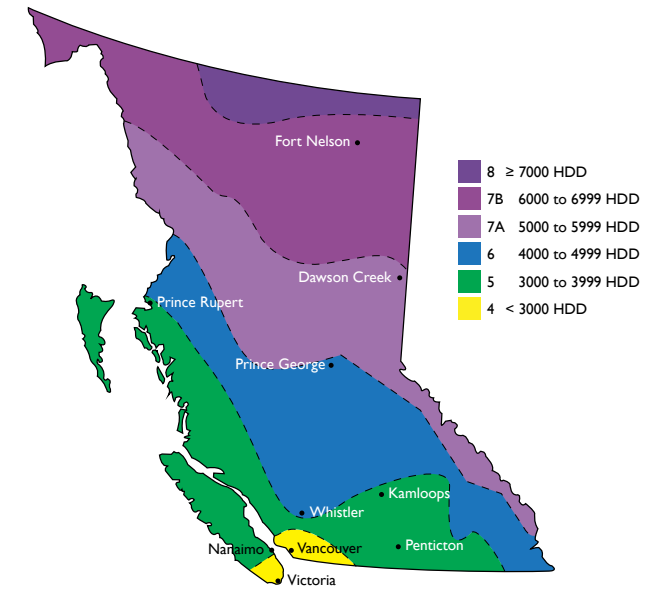 Fort Nelson
8 ≥ 7000 HDD
7B 6000 to 6999 HDD
7A 5000 to 5999 HDD
6 4000 to 4999 HDD
5 3000 to 3999 HDD
4 < 3000 HDD
Dawson Creek
Prince Rupert
Prince George
Kamloops
Whistler
Nanaimo
Vancouver
Penticton
Victoria